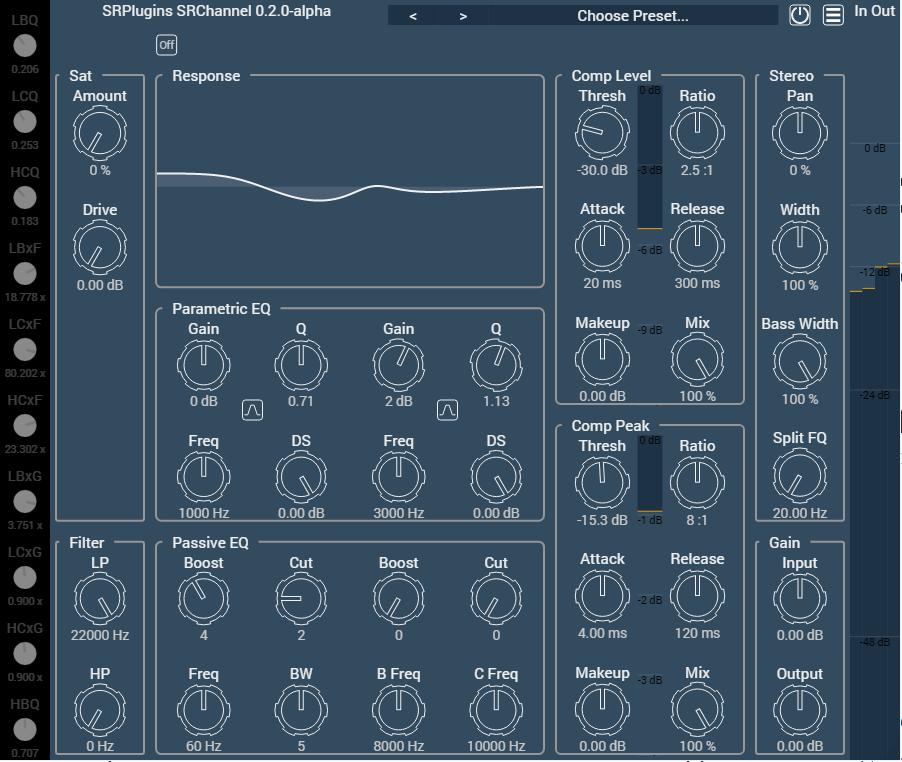 SRPlugins SRChannel 0.2.0-alpha
< > Choose Preset... In Out
Off
LBQ
0.206
LCQ
0.253
HCQ
0.183
LBxF
18.778 x
LCxF
80.202 x
HCxF
23.302 x
LBxG
3.751 x
LCxG
0.900 x
HCxG
0.900 x
HBQ
0.707
Sat
Amount
0 %
Drive
0.00 dB
Response
Parametric EQ
Gain Q Gain Q
0 dB 0.71 2 dB 1.13
Freq DS Freq DS
1000 Hz 0.00 dB 3000 Hz 0.00 dB
Filter
LP
22000 Hz
HP
0 Hz
Passive EQ
Boost Cut Boost Cut
4 2 0 0
Freq BW B Freq C Freq
60 Hz 5 8000 Hz 10000 Hz
Comp Level
Thresh 0 dB Ratio
-30.0 dB -3 dB 2.5 :1
Attack Release
-6 dB
20 ms 300 ms
Makeup -9 dB Mix
0.00 dB 100 %
Comp Peak
Thresh 0 dB Ratio
-15.3 dB -1 dB 8 :1
Attack Release
-2 dB
4.00 ms 120 ms
Makeup -3 dB Mix
0.00 dB 100 %
Stereo
Pan
0 %
Width
100 %
Bass Width
100 %
Split FQ
20.00 Hz
Gain
Input
0.00 dB
Output
0.00 dB
0 dB
-6 dB
-12 dB
-24 dB
-48 dB